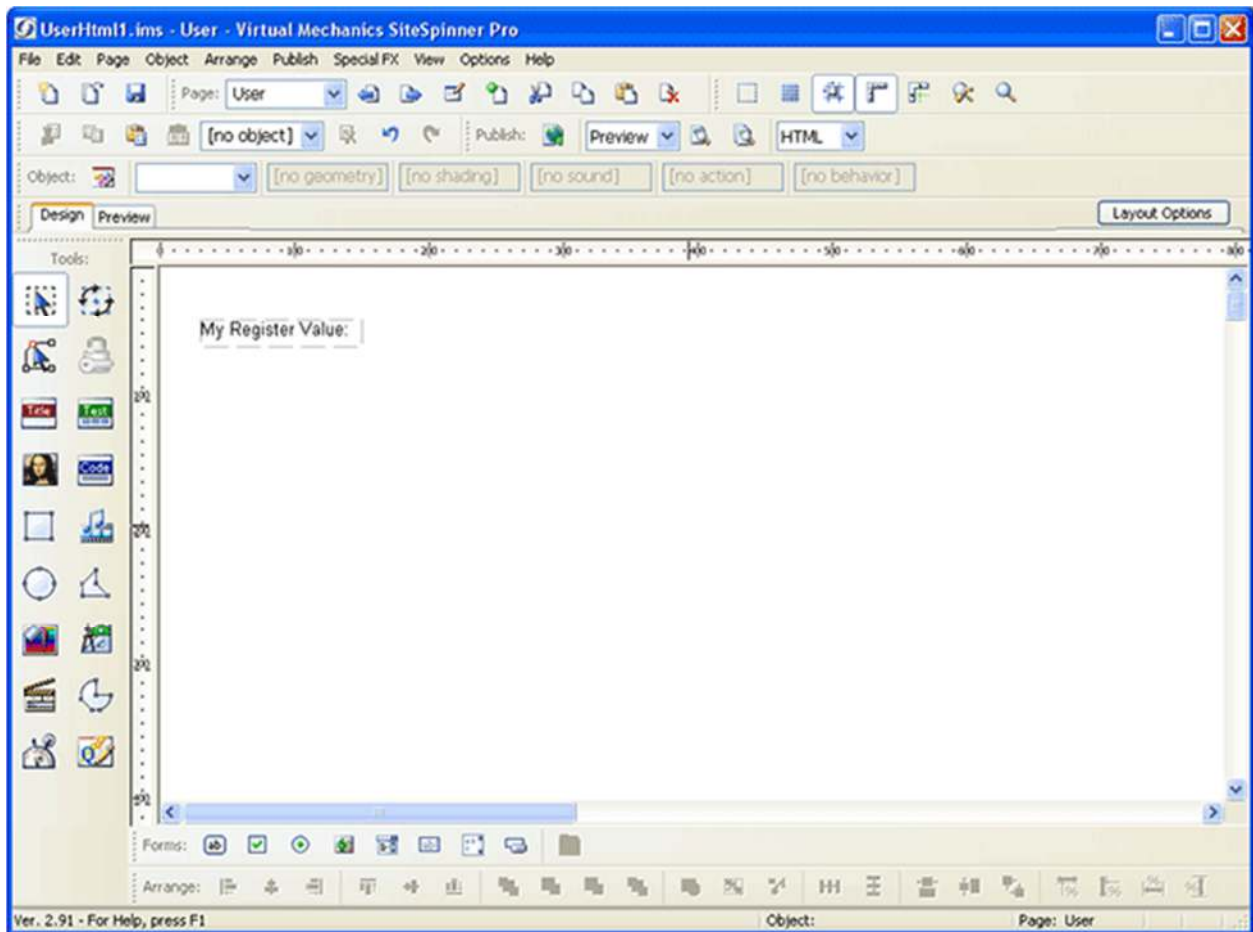 UserHtml1.ims - User - Virtual Mechanics SiteSpinner Pro
File Edit Page Object Arrange Publish Special FX View Options Help
Page: User
[no object] Publish: Preview HTML
Object: [no geometry] [no shading] [no sound] [no action] [no behavior]
Design Preview Layout Options
Tools:
My Register Value:
Title Text
Code
Forms:
Arrange:
Ver. 2.91 - For Help, press F1 Object: Page: User